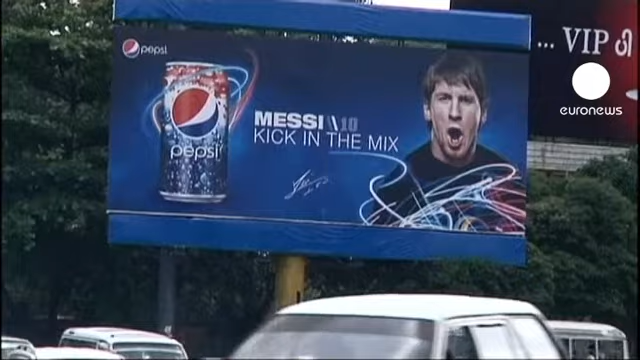 pepsi
pepsi
MESSI \\10
KICK IN THE MIX
... VIP
euronews